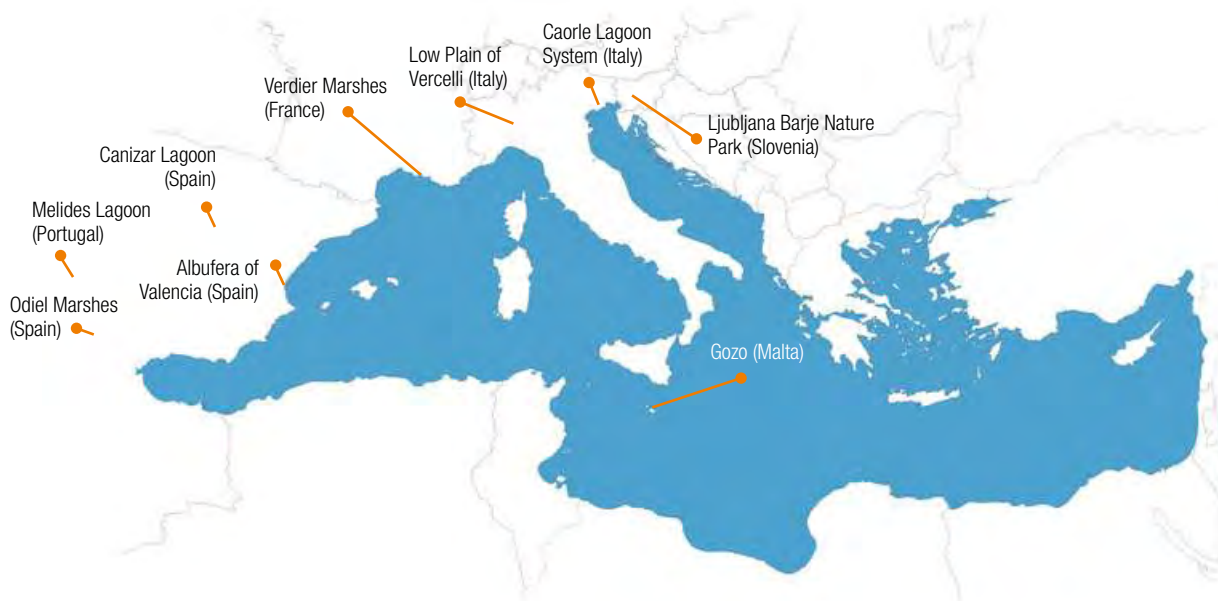 Caorle Lagoon
System (Italy)
Low Plain of
Vercelli (Italy)
Verdier Marshes
(France)
Ljubljana Barje Nature
Park (Slovenia)
Canizar Lagoon
(Spain)
Melides Lagoon
(Portugal)
Albufera of
Valencia (Spain)
Odiel Marshes
(Spain)
Gozo (Malta)